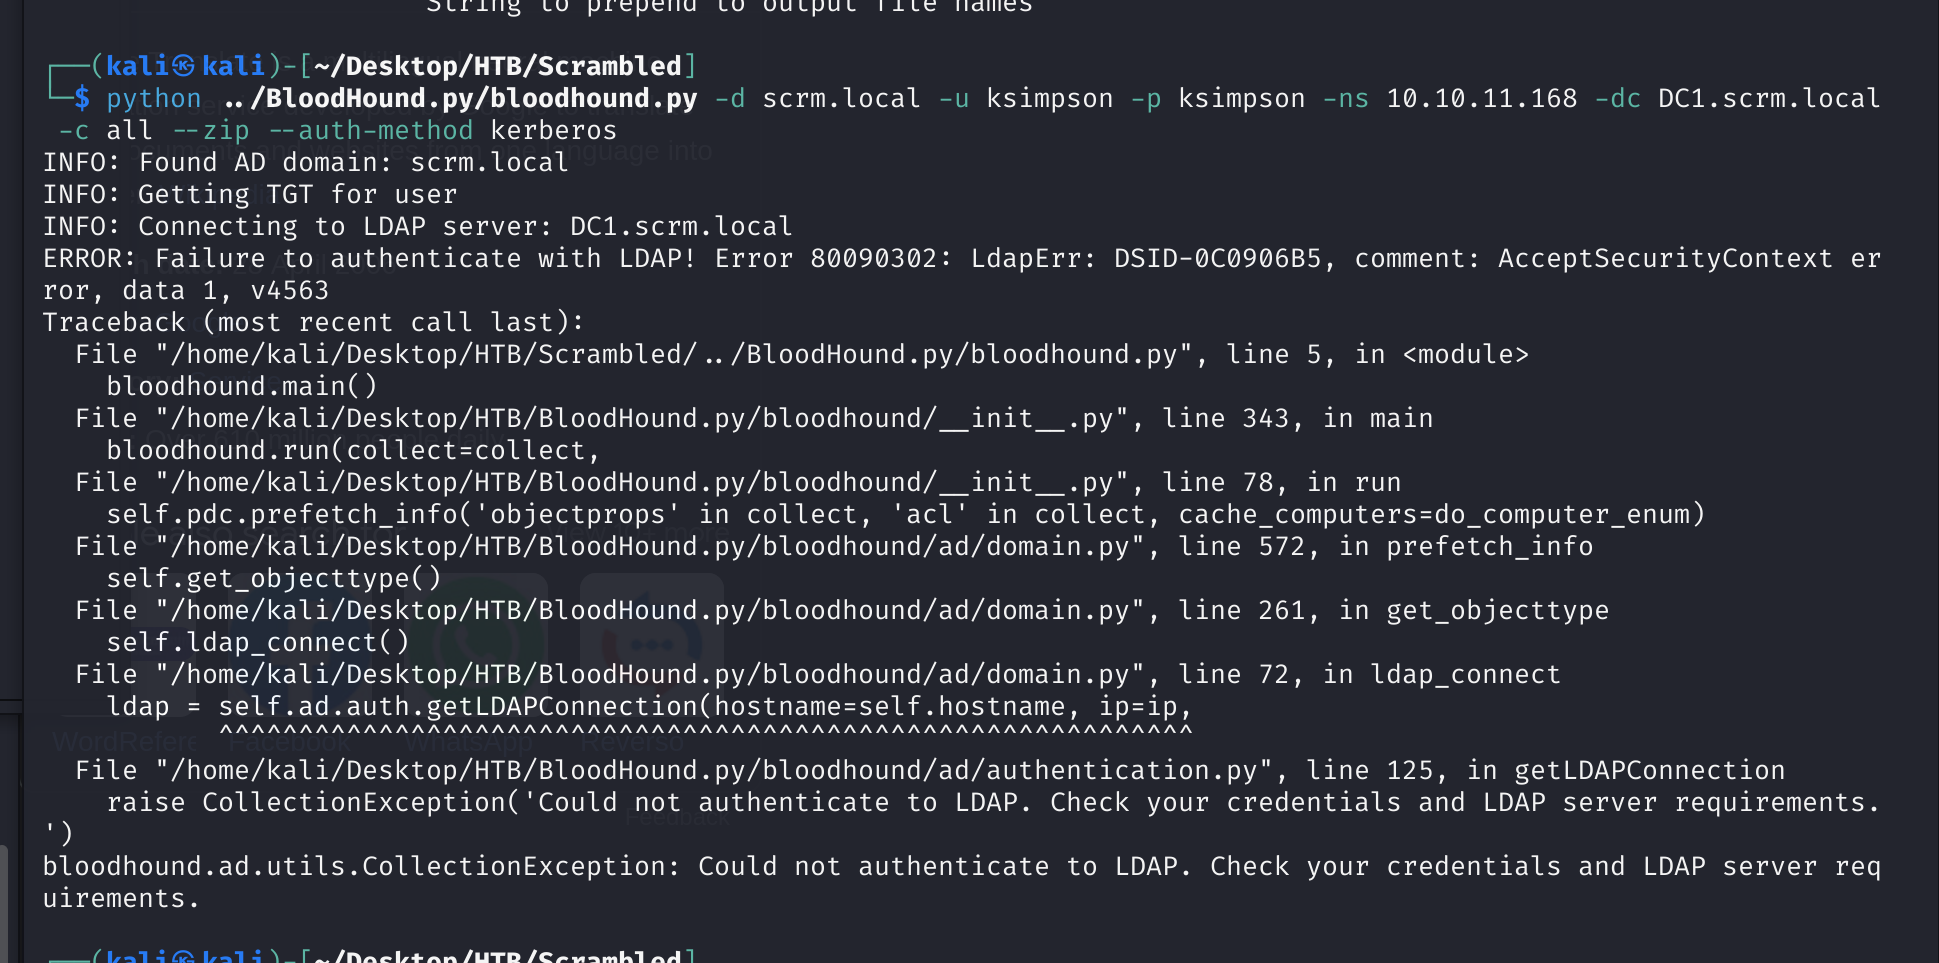 String to prepend to output file names
┌──(kali㉿kali)-[~/Desktop/HTB/Scrambled]
└─$ python ../BloodHound.py/bloodhound.py -d scrm.local -u ksimpson -p ksimpson -ns 10.10.11.168 -dc DC1.scrm.local
-c all --zip --auth-method kerberos
INFO: Found AD domain: scrm.local
INFO: Getting TGT for user
INFO: Connecting to LDAP server: DC1.scrm.local
ERROR: Failure to authenticate with LDAP! Error 80090302: LdapErr: DSID-0C0906B5, comment: AcceptSecurityContext er
ror, data 1, v4563
Traceback (most recent call last):
  File "/home/kali/Desktop/HTB/Scrambled/../BloodHound.py/bloodhound.py", line 5, in <module>
    bloodhound.main()
  File "/home/kali/Desktop/HTB/BloodHound.py/bloodhound/__init__.py", line 343, in main
    bloodhound.run(collect=collect,
  File "/home/kali/Desktop/HTB/BloodHound.py/bloodhound/__init__.py", line 78, in run
    self.pdc.prefetch_info('objectprops' in collect, 'acl' in collect, cache_computers=do_computer_enum)
  File "/home/kali/Desktop/HTB/BloodHound.py/bloodhound/ad/domain.py", line 572, in prefetch_info
    self.get_objecttype()
  File "/home/kali/Desktop/HTB/BloodHound.py/bloodhound/ad/domain.py", line 261, in get_objecttype
    self.ldap_connect()
  File "/home/kali/Desktop/HTB/BloodHound.py/bloodhound/ad/domain.py", line 72, in ldap_connect
    ldap = self.ad.auth.getLDAPConnection(hostname=self.hostname, ip=ip,
           ^^^^^^^^^^^^^^^^^^^^^^^^^^^^^^^^^^^^^^^^^^^^^^^^^^^^^^^^^^^^^
  File "/home/kali/Desktop/HTB/BloodHound.py/bloodhound/ad/authentication.py", line 125, in getLDAPConnection
    raise CollectionException('Could not authenticate to LDAP. Check your credentials and LDAP server requirements.
')
bloodhound.ad.utils.CollectionException: Could not authenticate to LDAP. Check your credentials and LDAP server req
uirements.
┌──(kali㉿kali)-[~/Desktop/HTB/Scrambled]